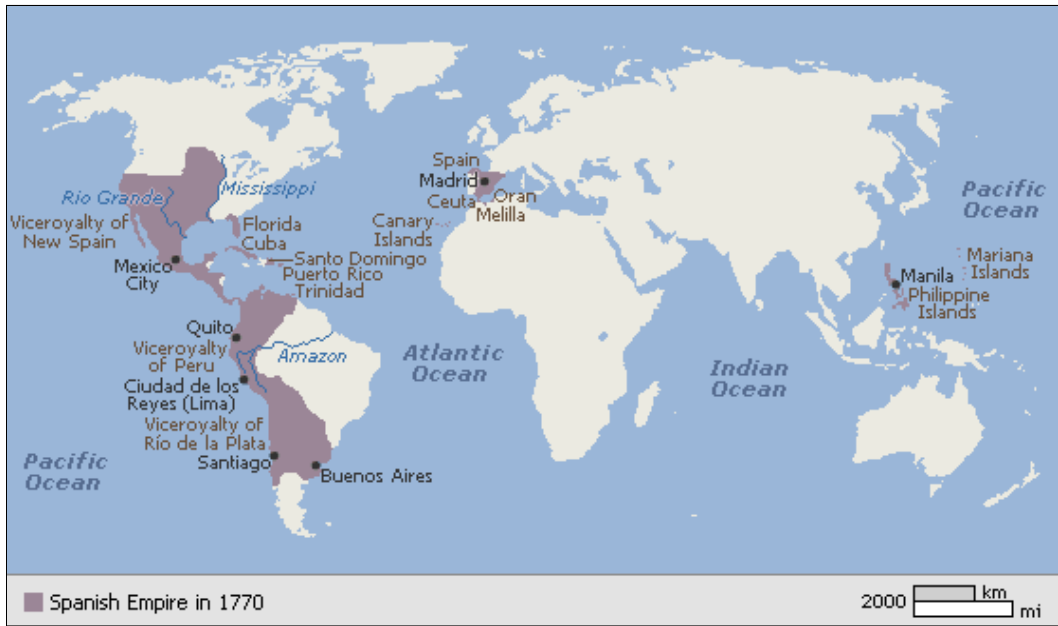 Spain
Madrid
Ceuta
Oran
Melilla
Canary
Islands
Rio Grande
Mississippi
Viceroyalty of
New Spain
Florida
Cuba
Mexico
City
Santo Domingo
Puerto Rico
Trinidad
Pacific
Ocean
Mariana
Islands
Manila
Philippine
Islands
Quito
Viceroyalty
of Peru
Amazon
Atlantic
Ocean
Indian
Ocean
Ciudad de los
Reyes (Lima)
Viceroyalty of
Río de la Plata
Santiago
Buenos Aires
Pacific
Ocean
Spanish Empire in 1770
2000 km
mi